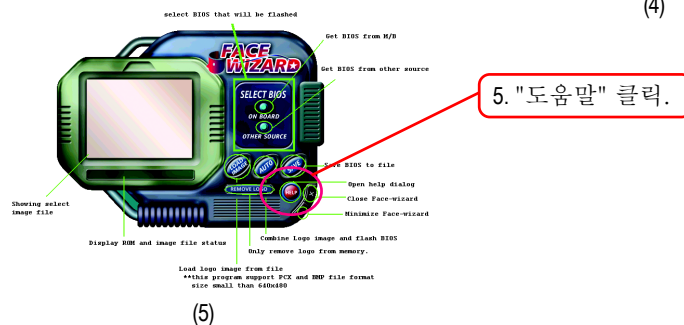 (4)
select BIOS that will be flashed
Get BIOS from M/B
FACE
WIZARD
Get BIOS from other source
SELECT BIOS
ON BOARD
OTHER SOURCE
5. "도움말" 클릭.
LOAD
IMAGE
AUTO
SAVE
Save BIOS to file
Open help dialog
REMOVE LOGO
HELP
Close Face-wizard
Showing select
image file
Minimize Face-wizard
Display ROM and image file status
Combine Logo image and flash BIOS
Only remove logo from memory.
Load logo image from file
**this program support PCX and BMP file format
size small than 640x480
(5)